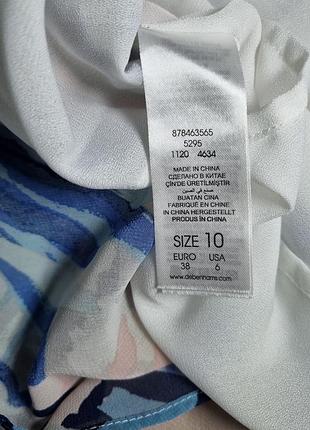 878463565
5295
1120 4634
MADE IN CHINA
СДЕЛАНО В КИТАЕ
ÇİN'DE ÜRETİLMİŞTİR
صنع في الصين
BUATAN CINA
FABRIQUÉ EN CHINE
IN CHINA HERGESTELLT
PRODUS ÎN CHINA
SIZE 10
EURO USA
38 6
www.debenhams.com